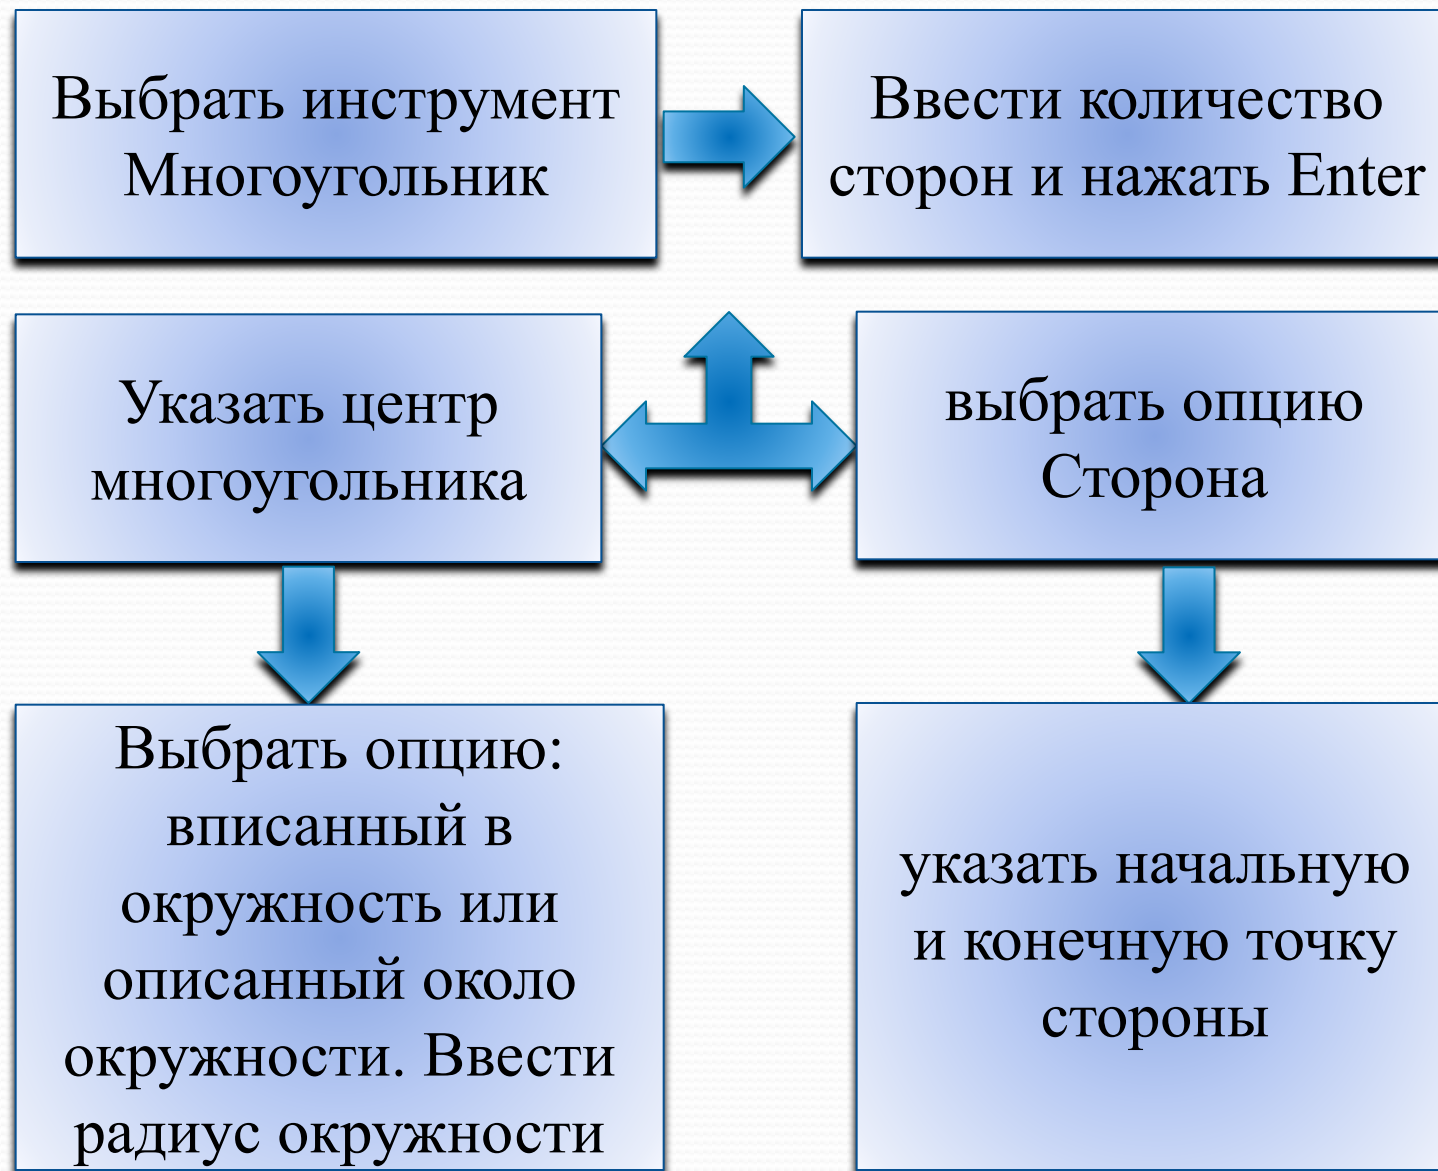 Выбрать инструмент
Многоугольник
Ввести количество
сторон и нажать Enter
Указать центр
многоугольника
выбрать опцию
Сторона
Выбрать опцию:
вписанный в
окружность или
описанный около
окружности. Ввести
радиус окружности
указать начальную
и конечную точку
стороны